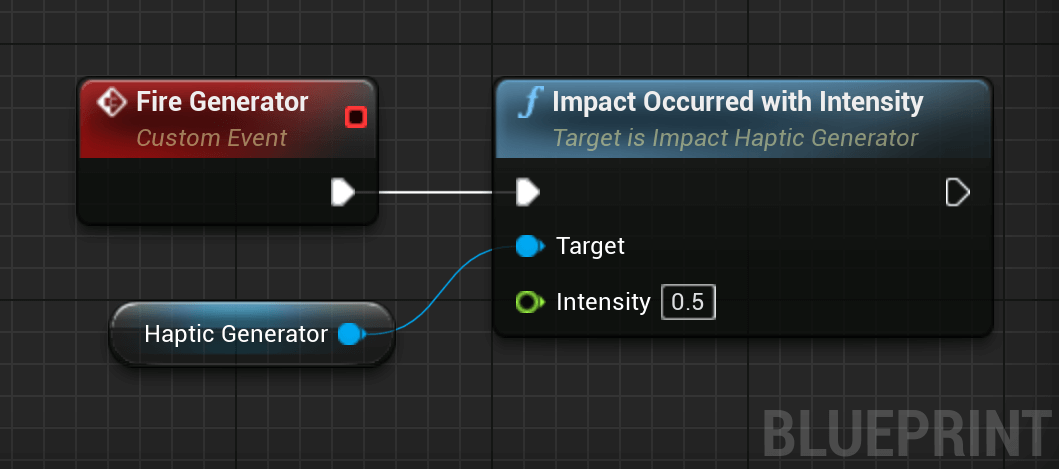 Fire Generator
Custom Event
Impact Occurred with Intensity
Target is Impact Haptic Generator
Target
Intensity 0.5
Haptic Generator
BLUEPRINT